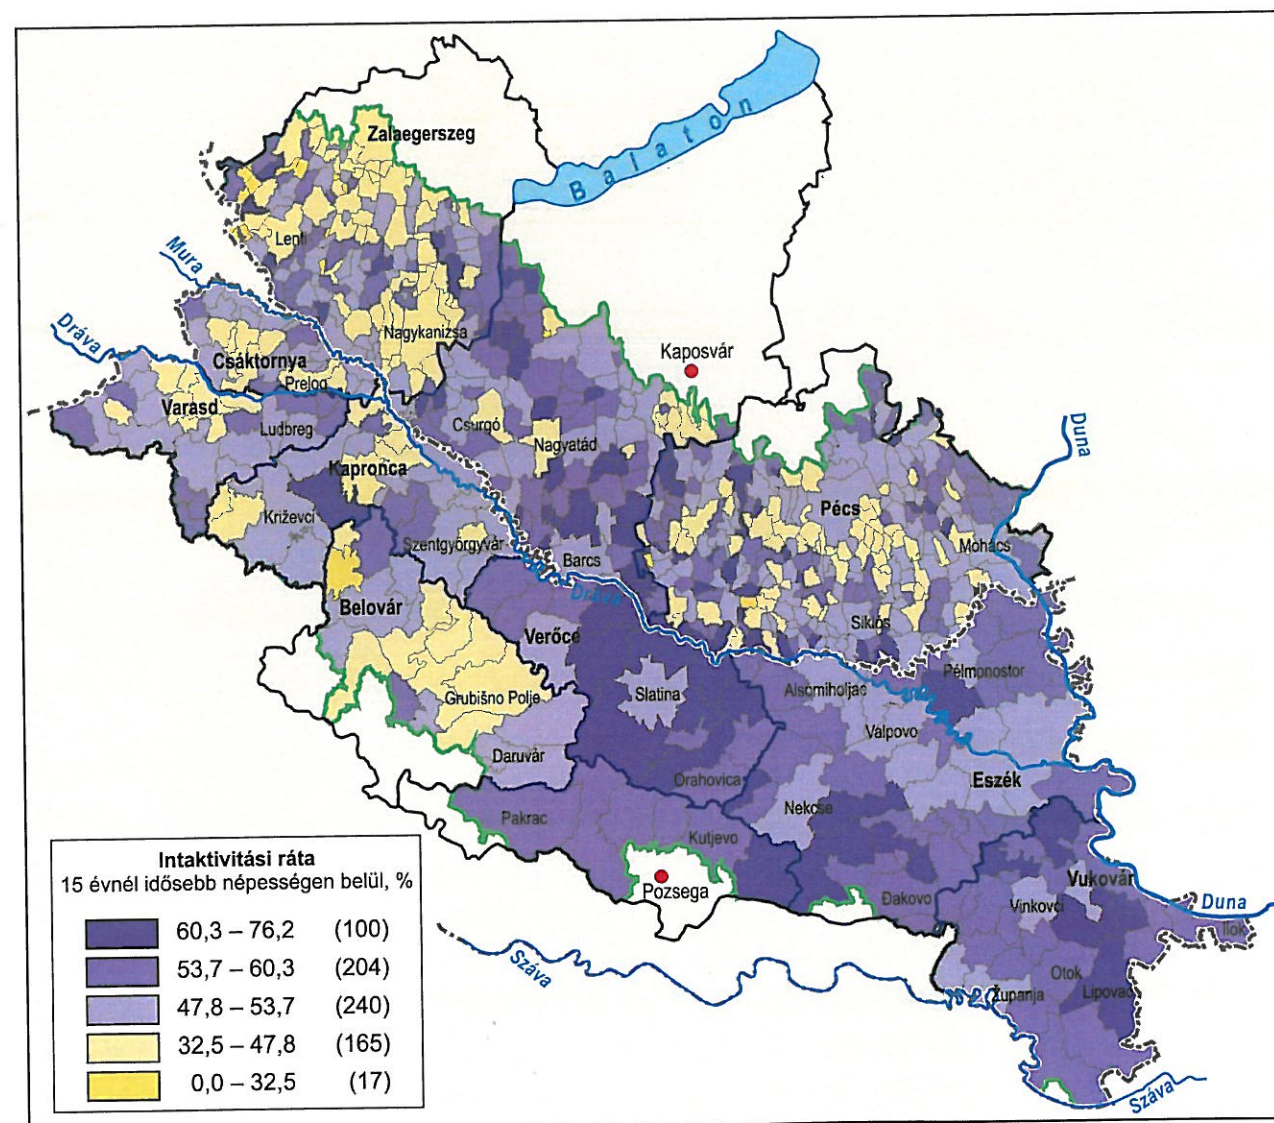 Zalaegerszeg
Balaton
Lenti
Mura
Dráva
Nagykanizsa
Kaposvár
Csáktornya
Prelog
Varasd
Ludbreg
Csurgó
Nagyatád
Duna
Kapronca
Križevci
Pécs
Szentgyörgyvár
Barcs
Mohács
Dráva
Belovár
Verőce
Siklós
Slatina
Pélmonostor
Alsómiholjac
Grubišno Polje
Valpovo
Daruvár
Orahovica
Eszék
Nekcse
Pakrac
Kutjevo
Pozsega
Đakovo
Vukovár
Vinkovci
Duna
Ilok
Száva
Otok
Županja
Lipovac
Száva
Intaktivitási ráta
15 évnél idősebb népességen belül, %
60,3 – 76,2 (100)
53,7 – 60,3 (204)
47,8 – 53,7 (240)
32,5 – 47,8 (165)
0,0 – 32,5 (17)